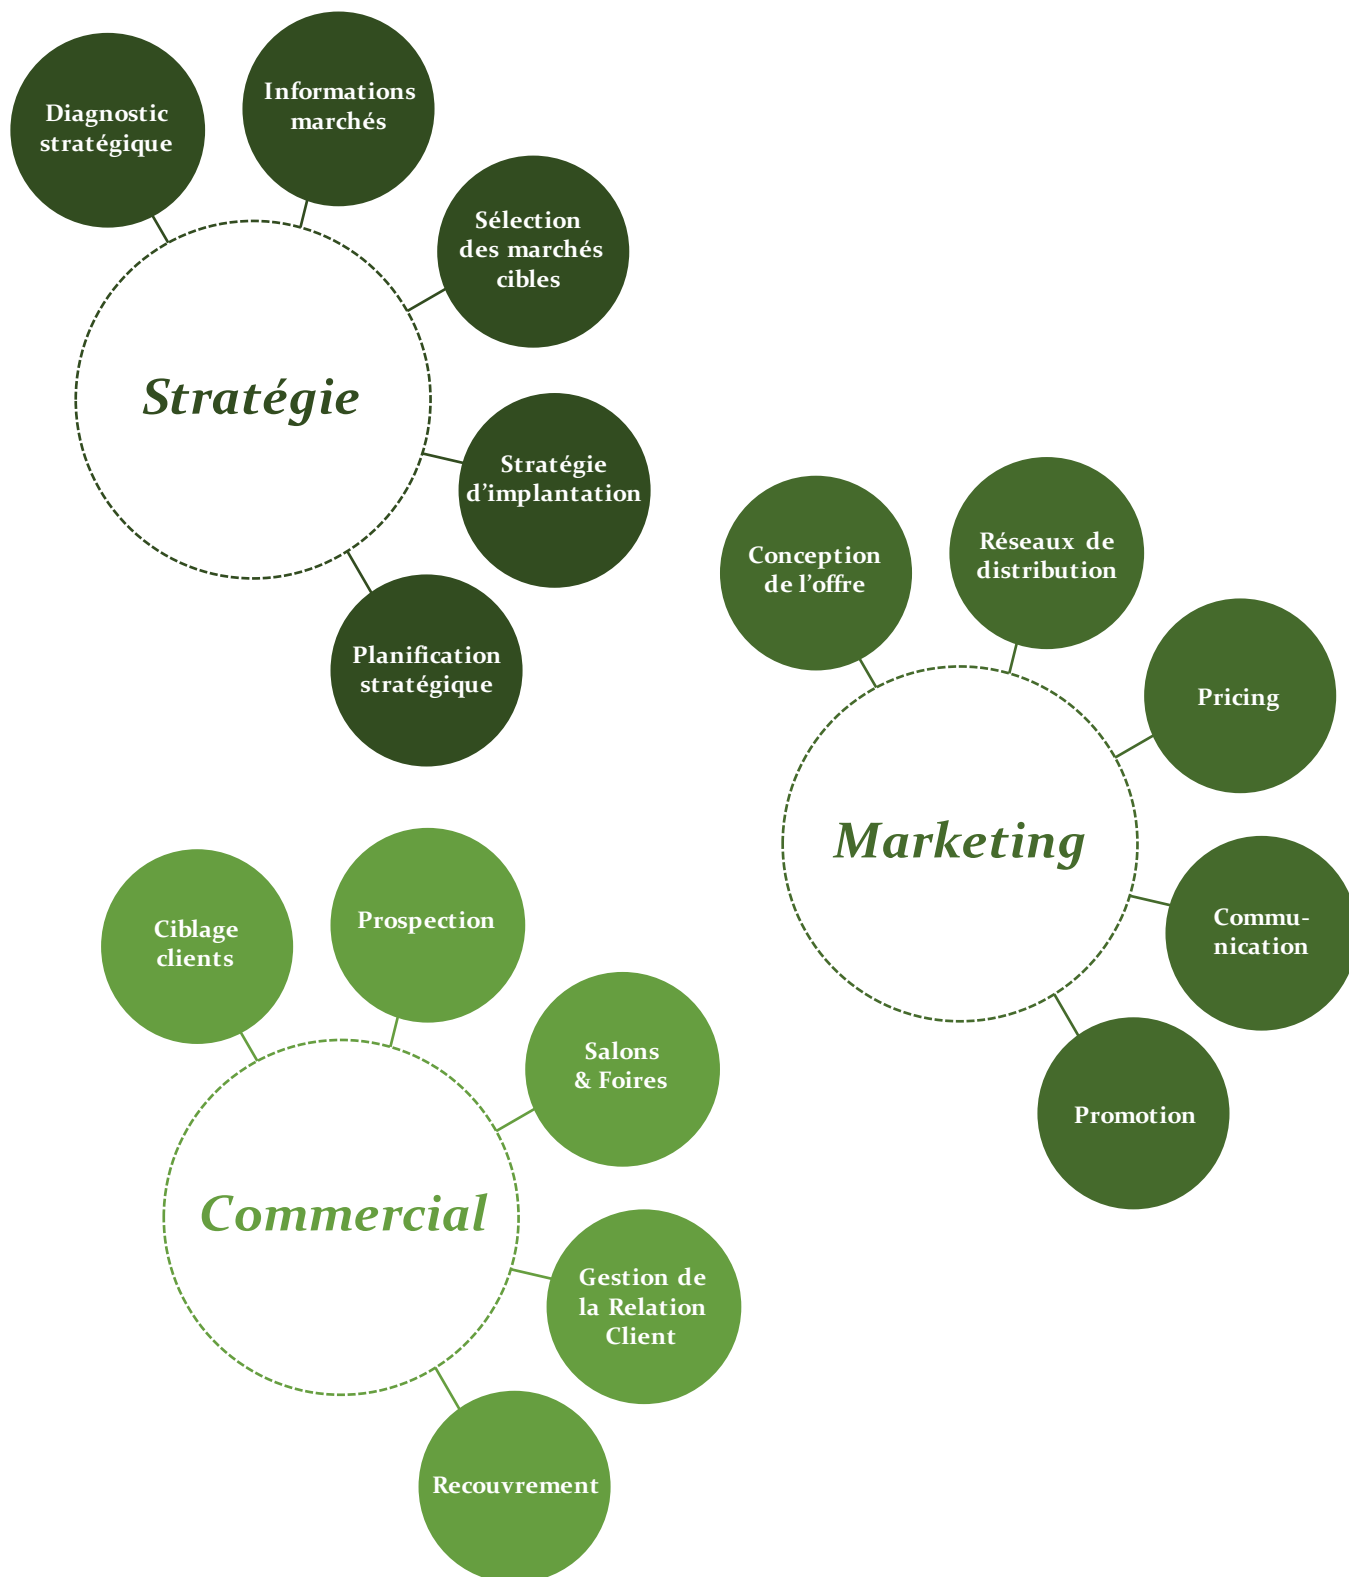 Diagnostic
stratégique
Informations
marchés
Sélection
des marchés
cibles
Stratégie
Stratégie
d’implantation
Planification
stratégique
Conception
de l’offre
Réseaux de
distribution
Pricing
Marketing
Commu-
nication
Promotion
Ciblage
clients
Prospection
Salons
& Foires
Commercial
Gestion de
la Relation
Client
Recouvrement